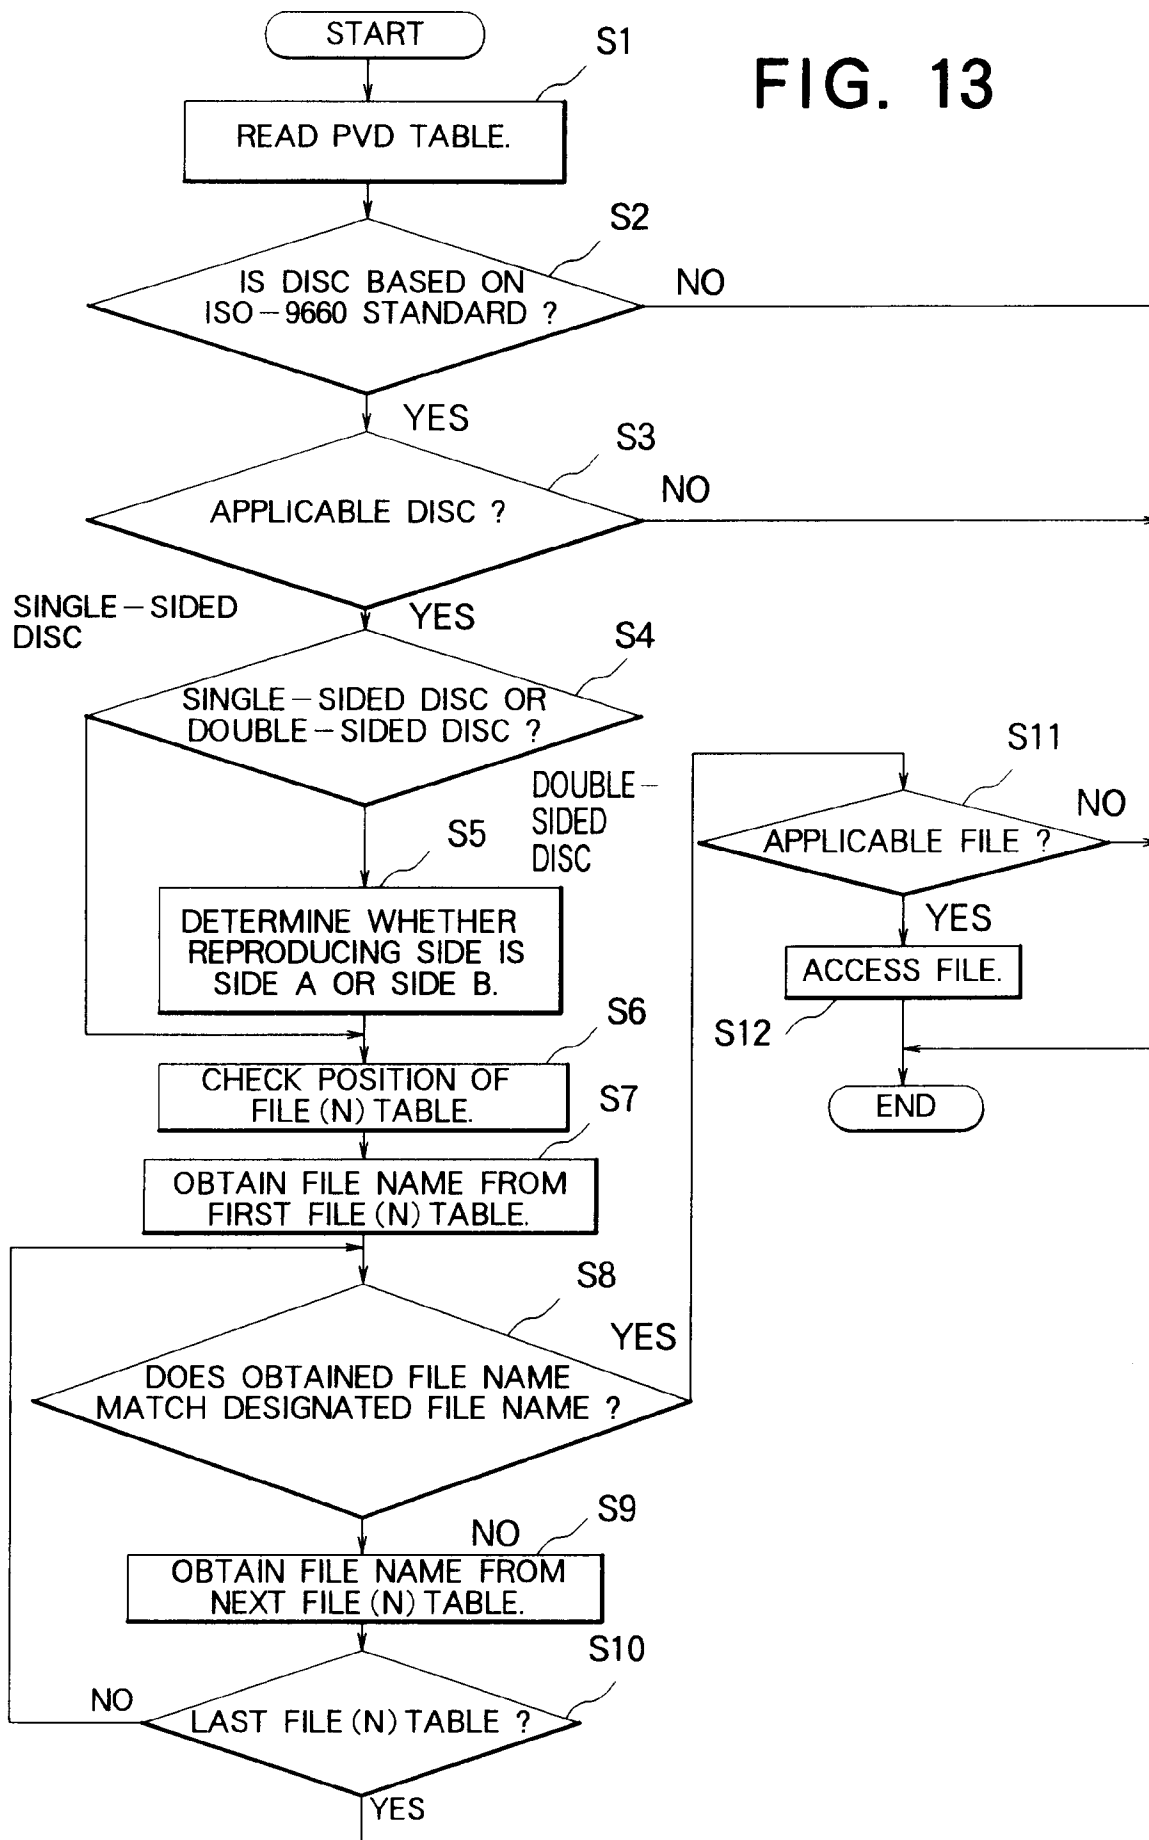 START
S1
FIG. 13
READ PVD TABLE.
S2
IS DISC BASED ON
ISO-9660 STANDARD ?
NO
YES
S3
APPLICABLE DISC ?
NO
SINGLE-SIDED
DISC
YES
S4
SINGLE-SIDED DISC OR
DOUBLE-SIDED DISC ?
DOUBLE-
SIDED
DISC
S5
DETERMINE WHETHER
REPRODUCING SIDE IS
SIDE A OR SIDE B.
S6
CHECK POSITION OF
FILE(N) TABLE.
S7
OBTAIN FILE NAME FROM
FIRST FILE(N) TABLE.
S8
YES
DOES OBTAINED FILE NAME
MATCH DESIGNATED FILE NAME ?
NO
S9
OBTAIN FILE NAME FROM
NEXT FILE(N) TABLE.
S10
NO
LAST FILE(N) TABLE ?
YES
S11
NO
APPLICABLE FILE ?
YES
ACCESS FILE.
S12
END